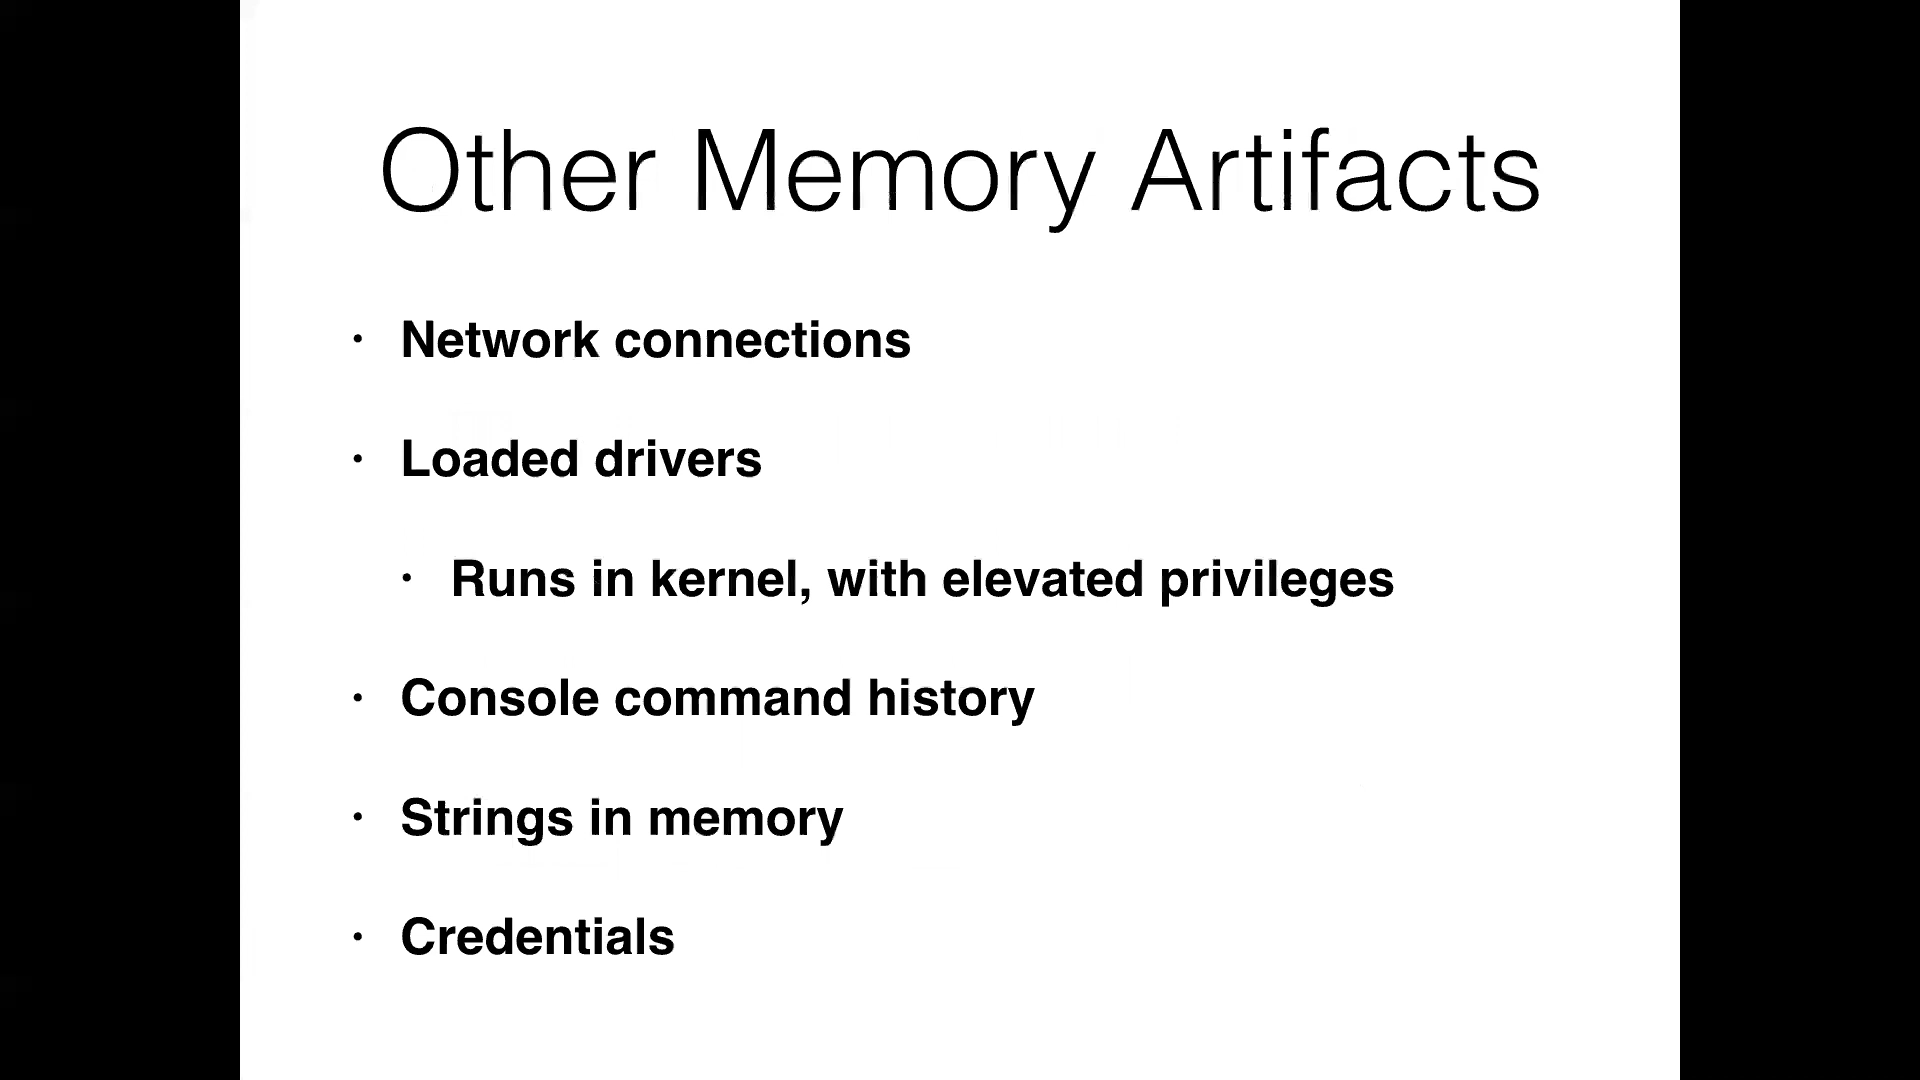 Other Memory Artifacts
• Network connections
• Loaded drivers
• Runs in kernel, with elevated privileges
• Console command history
• Strings in memory
• Credentials